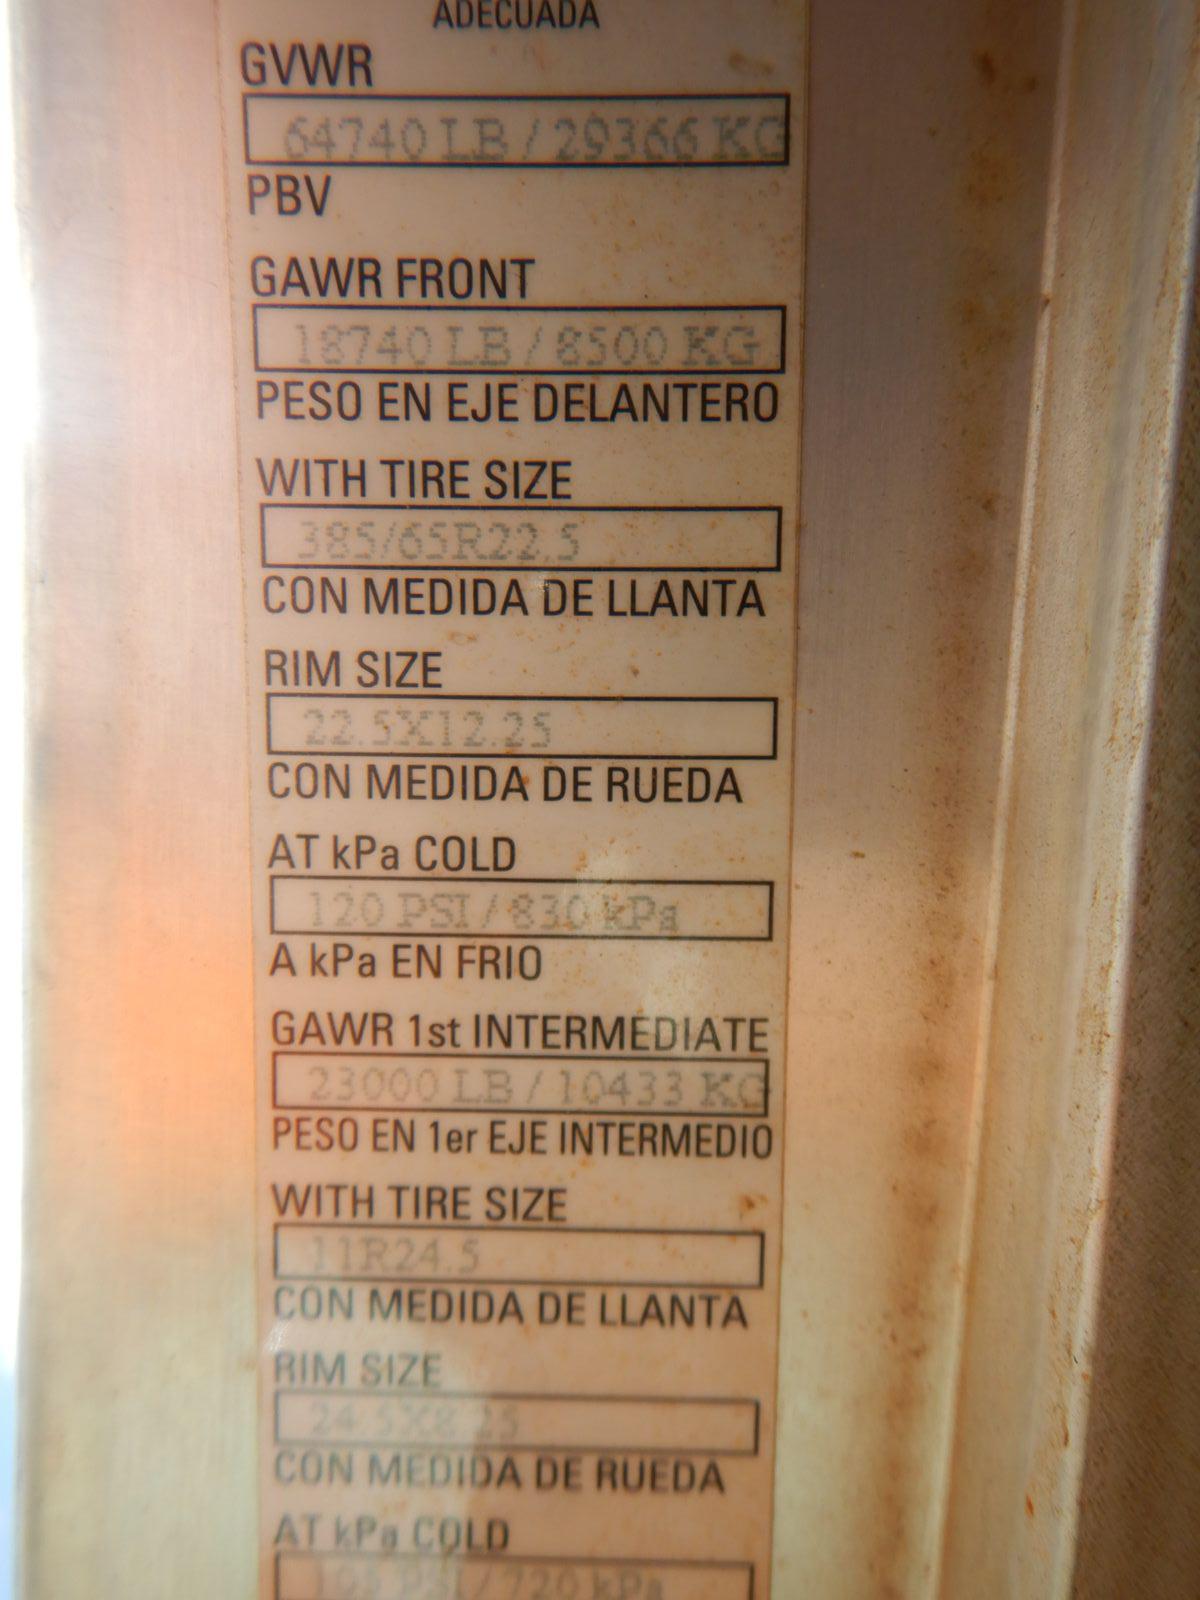 ADECUADA
GVWR
64740 LB / 29366 KG
PBV
GAWR FRONT
18740 LB / 8500 KG
PESO EN EJE DELANTERO
WITH TIRE SIZE
385/65R22.5
CON MEDIDA DE LLANTA
RIM SIZE
22.5X12.25
CON MEDIDA DE RUEDA
AT kPa COLD
120 PSI / 830 kPa
A kPa EN FRIO
GAWR 1st INTERMEDIATE
23000 LB / 10433 KG
PESO EN 1er EJE INTERMEDIO
WITH TIRE SIZE
11R24.5
CON MEDIDA DE LLANTA
RIM SIZE
24.5X8.25
CON MEDIDA DE RUEDA
AT kPa COLD
105 PSI / 720 kPa